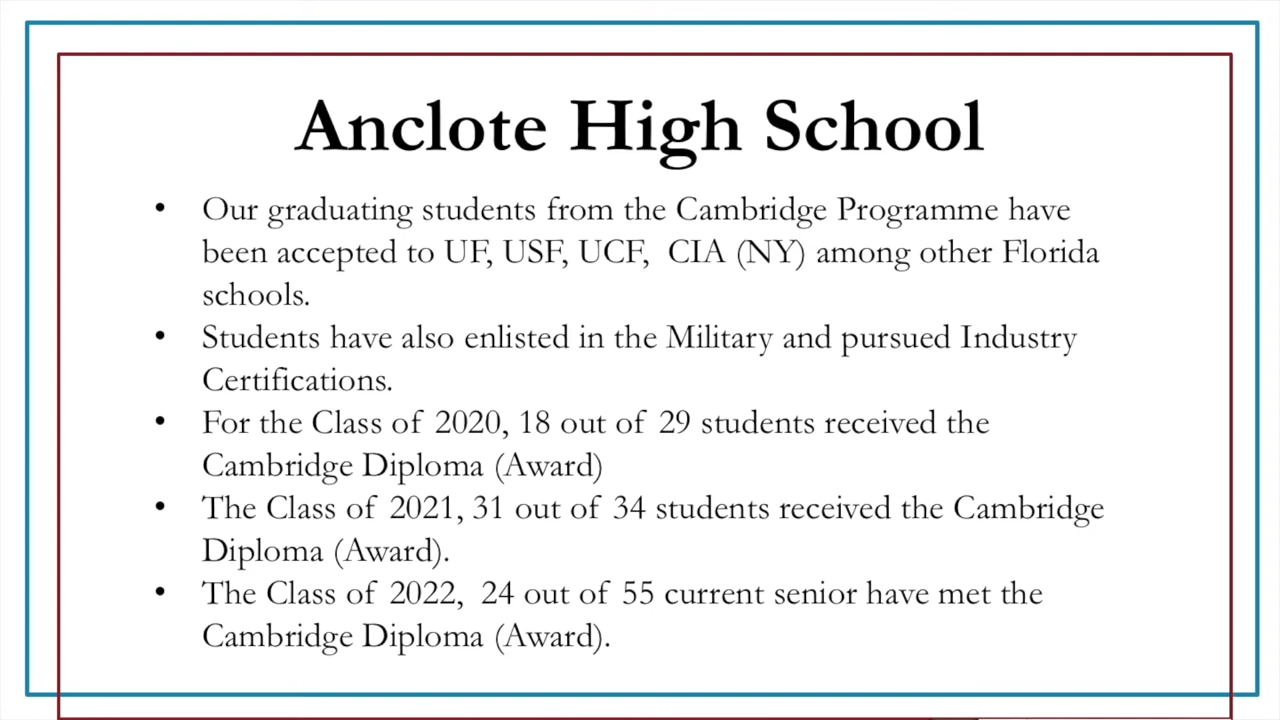 Anclote High School
• Our graduating students from the Cambridge Programme have
been accepted to UF, USF, UCF,  CIA (NY) among other Florida
schools.
• Students have also enlisted in the Military and pursued Industry
Certifications.
• For the Class of 2020, 18 out of 29 students received the
Cambridge Diploma (Award)
• The Class of 2021, 31 out of 34 students received the Cambridge
Diploma (Award).
• The Class of 2022,  24 out of 55 current senior have met the
Cambridge Diploma (Award).